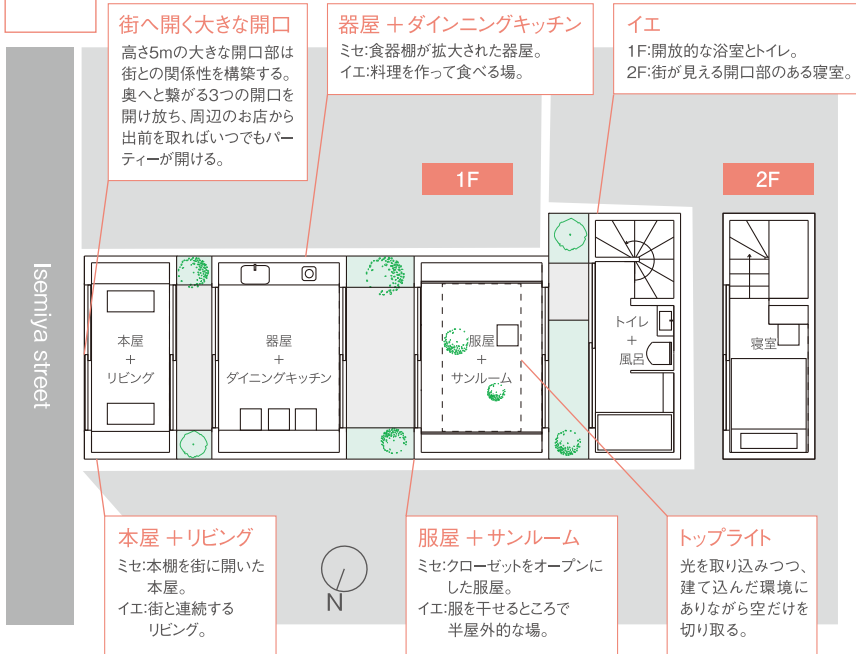 街へ開く大きな開口
高さ5mの大きな開口部は
街との関係性を構築する。
奥へと繋がる3つの開口を
開け放ち、周辺のお店から
出前を取ればいつでもパー
ティーが開ける。
器屋 ＋ダインニングキッチン
ミセ:食器棚が拡大された器屋。
イエ:料理を作って食べる場。
イエ
1F:開放的な浴室とトイレ。
2F:街が見える開口部のある寝室。
1F
2F
Isemiya street
本屋
+
リビング
器屋
+
ダイニングキッチン
服屋
+
サンルーム
トイレ
+
風呂
寝室
本屋 ＋リビング
ミセ:本棚を街に開いた
本屋。
イエ:街と連続する
リビング。
N
服屋 ＋サンルーム
ミセ:クローゼットをオープンに
した服屋。
イエ:服を干せるところで
半屋外的な場。
トップライト
光を取り込みつつ、
建て込んだ環境に
ありながら空だけを
切り取る。